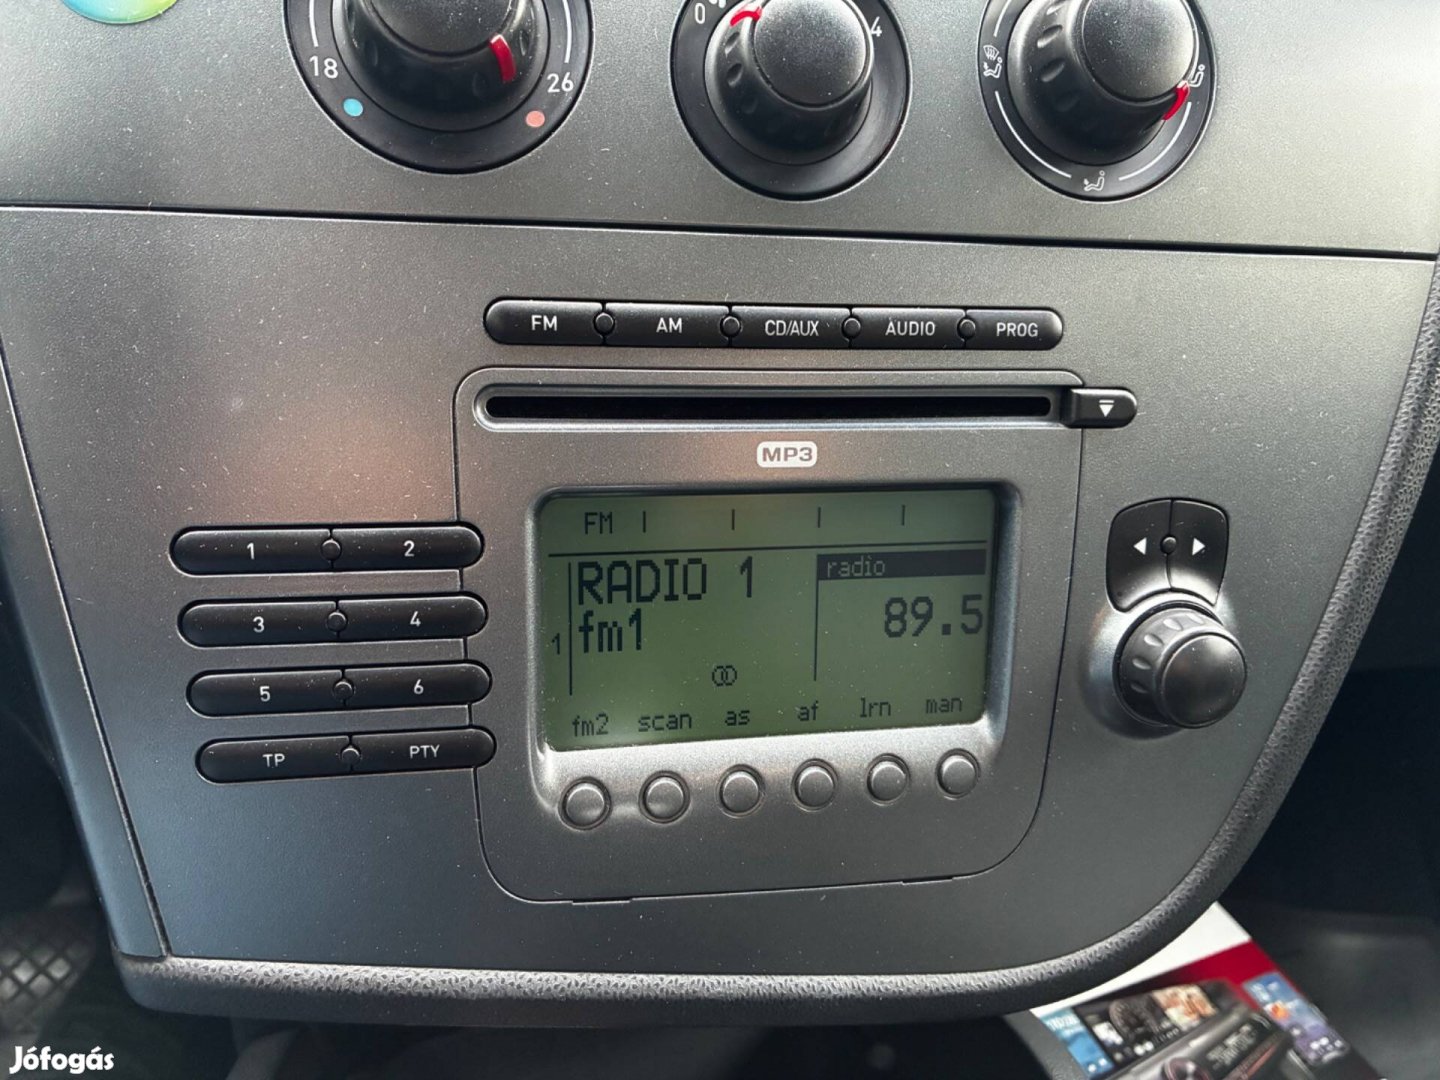 18
26
0
4
FM AM CD/AUX AUDIO PROG
MP3
1 2
3 4
5 6
TP PTY
FM
RADIO 1
radio
89.5
1
fm1
fm2 scan as af lrn man
Jófogás